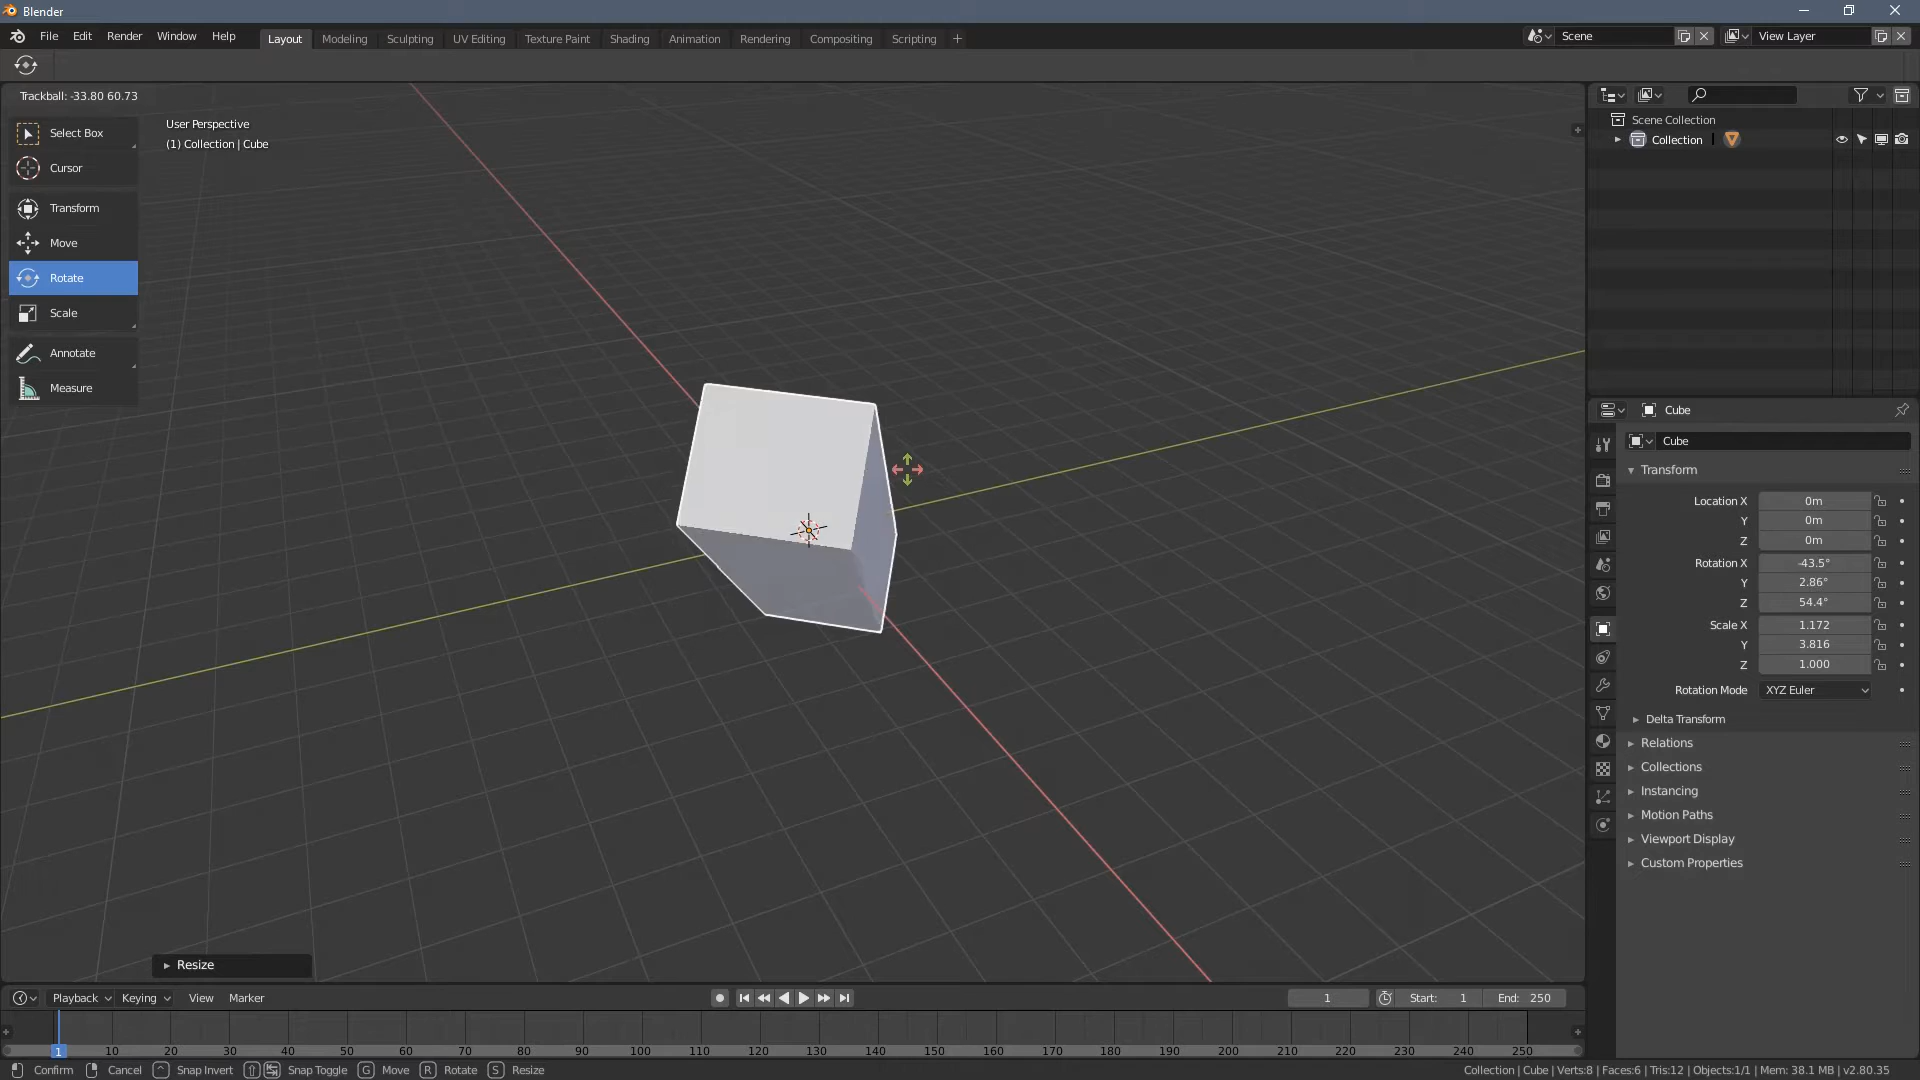 Blender
File Edit Render Window Help Layout Modeling Sculpting UV Editing Texture Paint Shading Animation Rendering Compositing Scripting Scene View Layer
Trackball: -33.80 60.73
User Perspective
(1) Collection | Cube
Select Box
Cursor
Transform
Move
Rotate
Scale
Annotate
Measure
Resize
Scene Collection
Collection
Cube
Cube
Transform
Location X 0m
Y 0m
Z 0m
Rotation X -43.5°
Y 2.86°
Z 54.4°
Scale X 1.172
Y 3.816
Z 1.000
Rotation Mode XYZ Euler
Delta Transform
Relations
Collections
Instancing
Motion Paths
Viewport Display
Custom Properties
Playback Keying View Marker 1 Start: 1 End: 250
1 10 20 30 40 50 60 70 80 90 100 110 120 130 140 150 160 170 180 190 200 210 220 230 240 250
Confirm Cancel ^ Snap Invert Snap Toggle G Move R Rotate S Resize Collection | Cube | Verts:8 | Faces:6 | Tris:12 | Objects:1/1 | Mem: 38.1 MB | v2.80.35